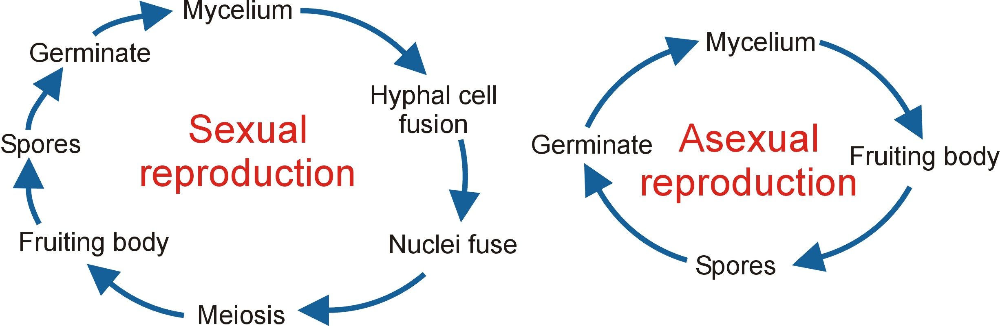 Mycelium
Germinate
Hyphal cell
fusion
Sexual
reproduction
Spores
Nuclei fuse
Fruiting body
Meiosis
Mycelium
Germinate
Asexual
reproduction
Fruiting body
Spores